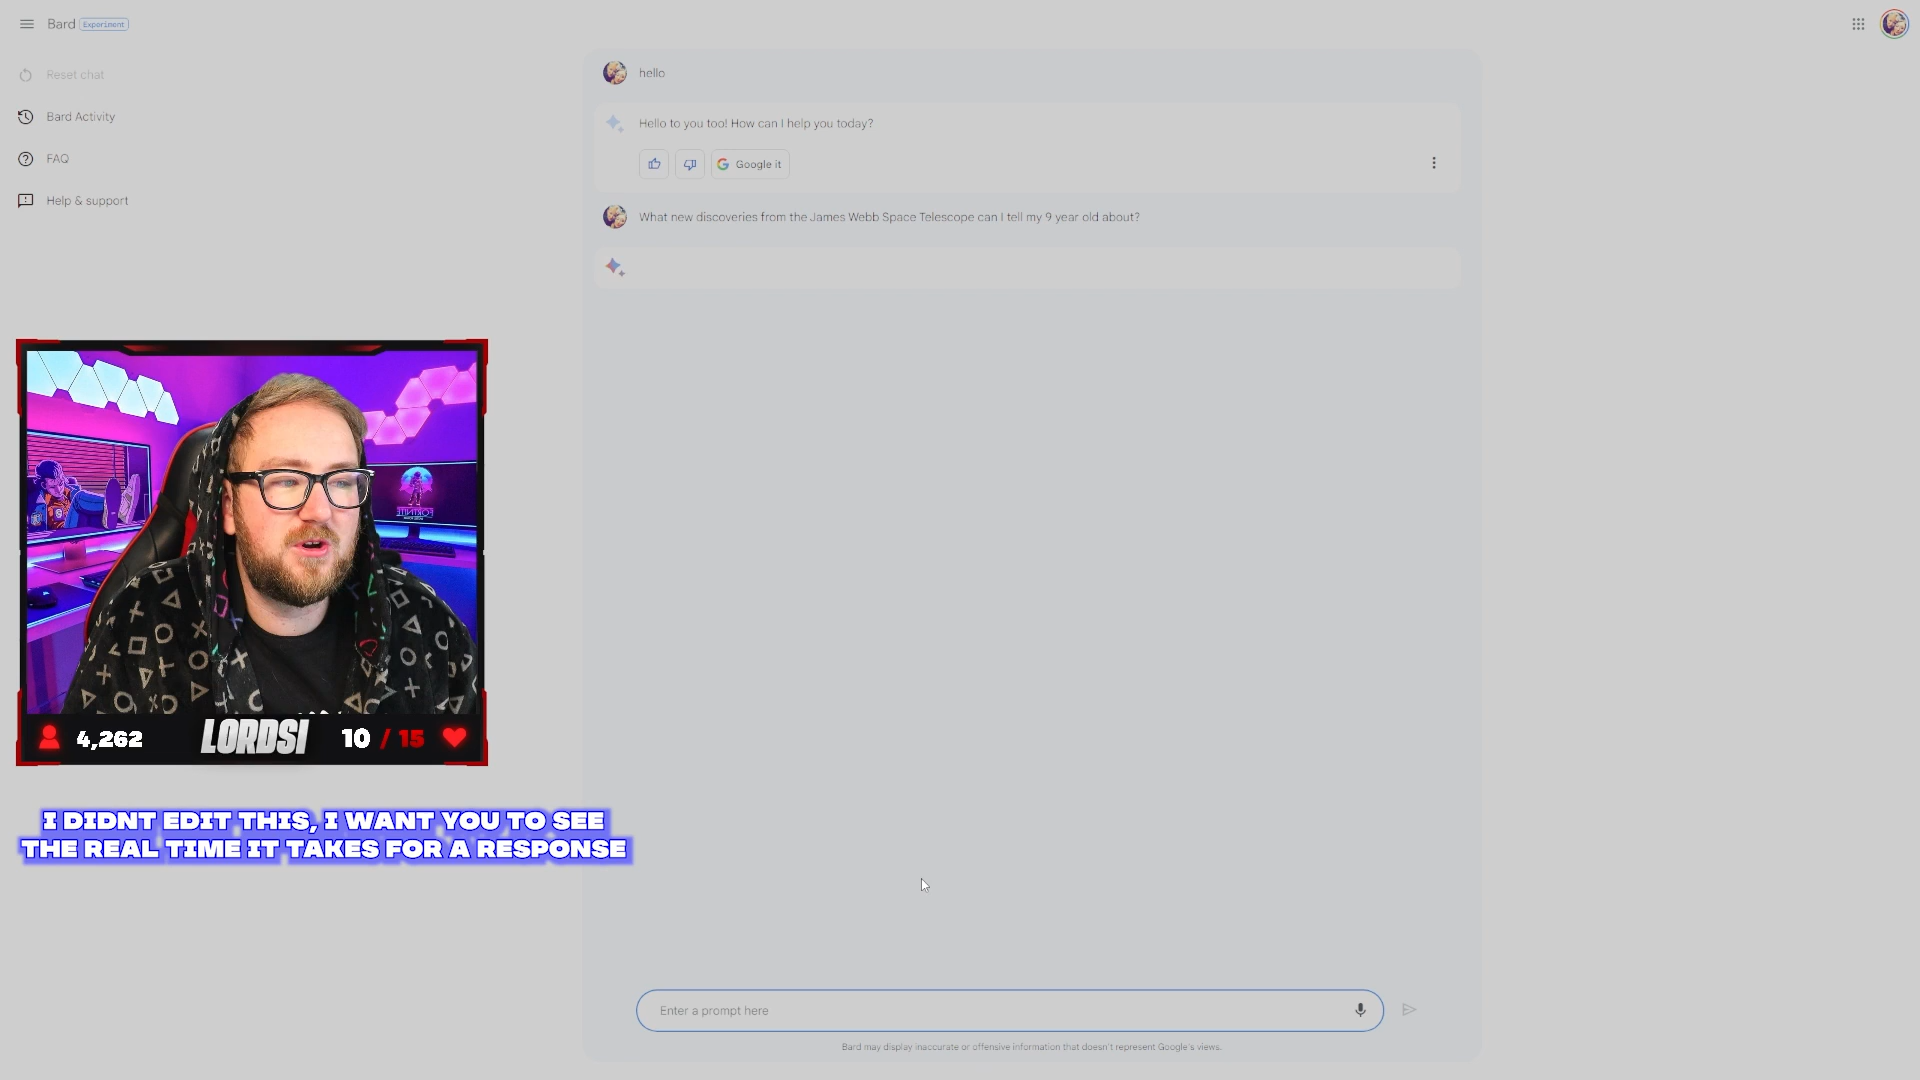 Bard Experiment
Reset chat
Bard Activity
FAQ
Help & support
hello
Hello to you too! How can I help you today?
Google it
What new discoveries from the James Webb Space Telescope can I tell my 9 year old about?
4,262 LORDSI 10 / 15
I DIDNT EDIT THIS, I WANT YOU TO SEE
THE REAL TIME IT TAKES FOR A RESPONSE
Enter a prompt here
Bard may display inaccurate or offensive information that doesn't represent Google's views.